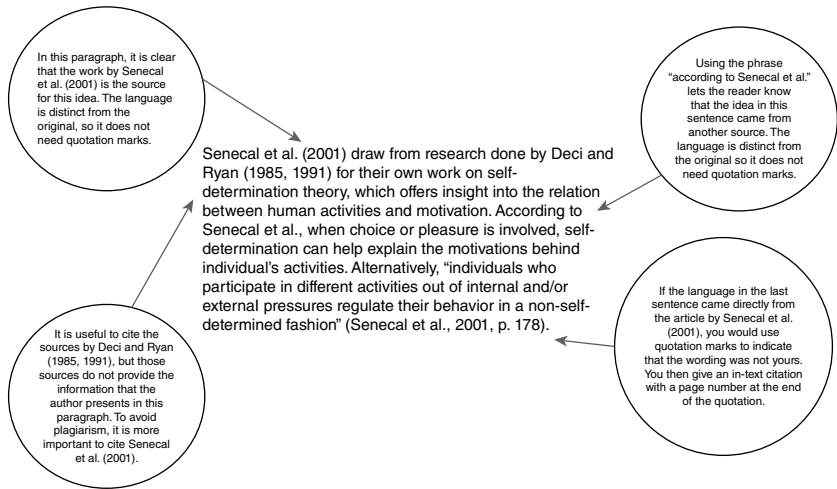 In this paragraph, it is clear
that the work by Senecal
et al. (2001) is the source
for this idea. The language
is distinct from the
original, so it does not
need quotation marks.
Using the phrase
“according to Senecal et al.”
lets the reader know
that the idea in this
sentence came from
another source. The
language is distinct from
the original so it does not
need quotation marks.
Senecal et al. (2001) draw from research done by Deci and
Ryan (1985, 1991) for their own work on self-
determination theory, which offers insight into the relation
between human activities and motivation. According to
Senecal et al., when choice or pleasure is involved, self-
determination can help explain the motivations behind
individual’s activities. Alternatively, “individuals who
participate in different activities out of internal and/or
external pressures regulate their behavior in a non-self-
determined fashion” (Senecal et al., 2001, p. 178).
It is useful to cite the
sources by Deci and Ryan
(1985, 1991), but those
sources do not provide the
information that the
author presents in this
paragraph. To avoid
plagiarism, it is more
important to cite Senecal
et al. (2001).
If the language in the last
sentence came directly from
the article by Senecal et al.
(2001), you would use
quotation marks to indicate
that the wording was not yours.
You then give an in-text citation
with a page number at the end
of the quotation.